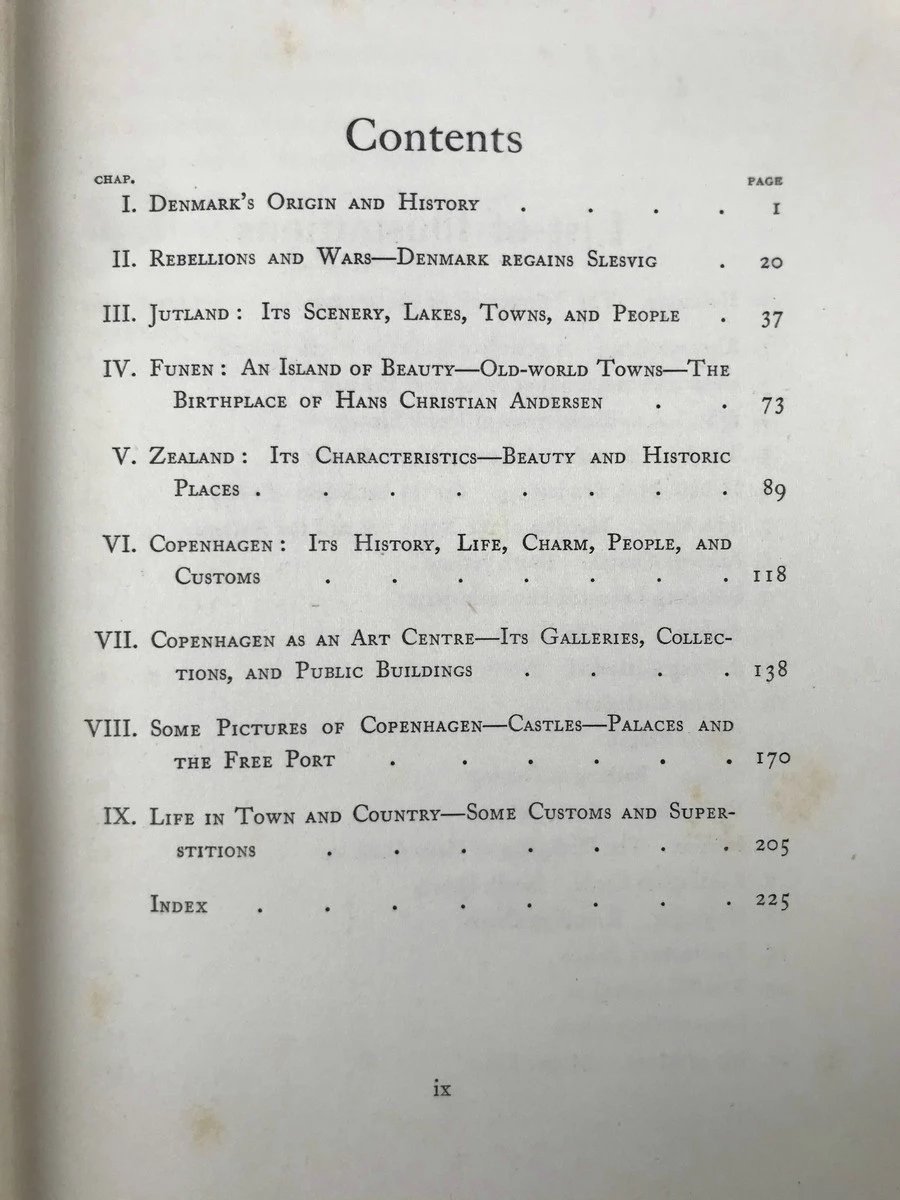 Contents
CHAP. PAGE
I. Denmark's Origin and History . . . . 1
II. Rebellions and Wars—Denmark regains Slesvig . 20
III. Jutland : Its Scenery, Lakes, Towns, and People . 37
IV. Funen : An Island of Beauty—Old-world Towns—The
Birthplace of Hans Christian Andersen . . 73
V. Zealand : Its Characteristics—Beauty and Historic
Places . . . . . . . . 89
VI. Copenhagen : Its History, Life, Charm, People, and
Customs . . . . . . . 118
VII. Copenhagen as an Art Centre—Its Galleries, Collec-
tions, and Public Buildings . . . . 138
VIII. Some Pictures of Copenhagen—Castles—Palaces and
the Free Port . . . . . . 170
IX. Life in Town and Country—Some Customs and Super-
stitions . . . . . . . 205
Index . . . . . . . . 225
ix